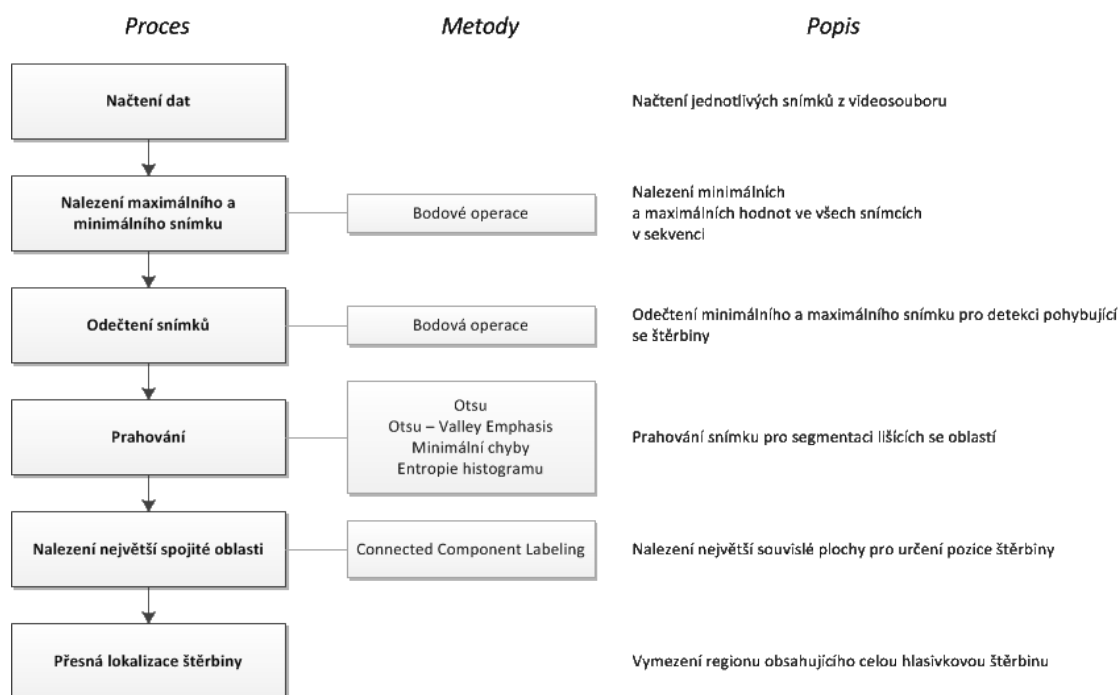 Proces
Metody
Popis
Načtení dat
Načtení jednotlivých snímků z videosouboru
Nalezení maximálního a
minimálního snímku
Bodové operace
Nalezení minimálních
a maximálních hodnot ve všech snímcích
v sekvenci
Odečtení snímků
Bodová operace
Odečtení minimálního a maximálního snímku pro detekci pohybující
se štěrbiny
Prahování
Otsu
Otsu – Valley Emphasis
Minimální chyby
Entropie histogramu
Prahování snímku pro segmentaci lišících se oblastí
Nalezení největší spojité oblasti
Connected Component Labeling
Nalezení největší souvislé plochy pro určení pozice štěrbiny
Přesná lokalizace štěrbiny
Vymezení regionu obsahujícího celou hlasivkovou štěrbinu